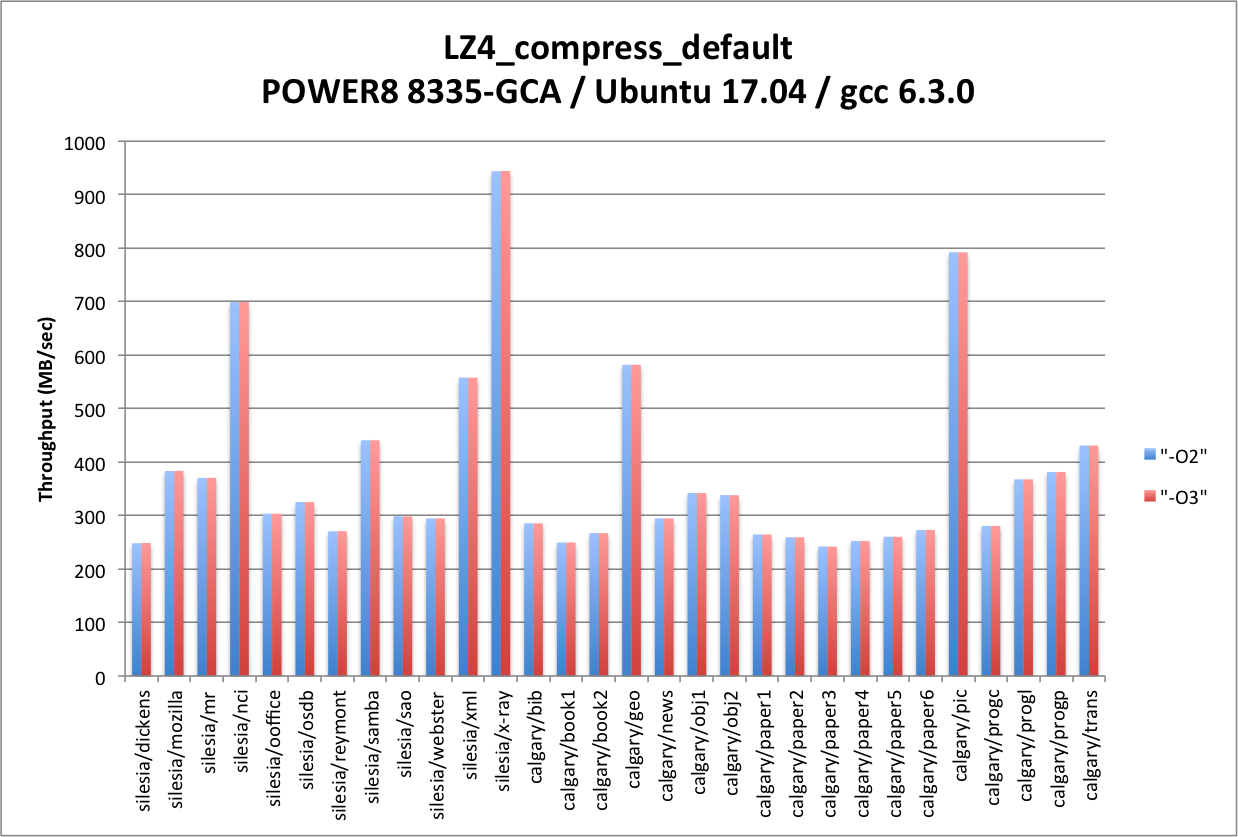 LZ4_compress_default
POWER8 8335-GCA / Ubuntu 17.04 / gcc 6.3.0
Throughput (MB/sec)
1000
900
800
700
600
500
400
300
200
100
0
silesia/dickens
silesia/mozilla
silesia/mr
silesia/nci
silesia/ooffice
silesia/osdb
silesia/reymont
silesia/samba
silesia/sao
silesia/webster
silesia/xml
silesia/x-ray
calgary/bib
calgary/book1
calgary/book2
calgary/geo
calgary/news
calgary/obj1
calgary/obj2
calgary/paper1
calgary/paper2
calgary/paper3
calgary/paper4
calgary/paper5
calgary/paper6
calgary/pic
calgary/progc
calgary/progl
calgary/progp
calgary/trans
"-O2"
"-O3"